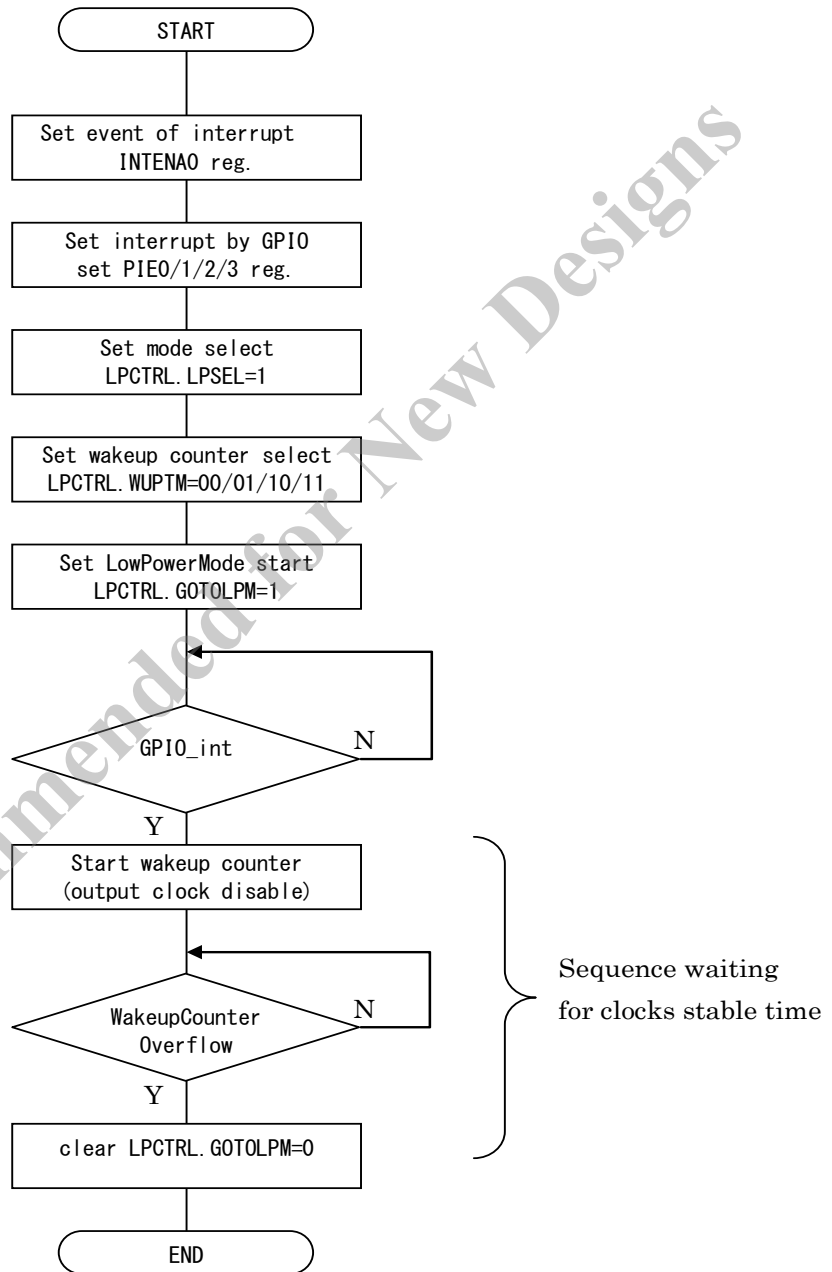 START
Set event of interrupt
INTENA0 reg.
Set interrupt by GPIO
set PIE0/1/2/3 reg.
Set mode select
LPCTRL.LPSEL=1
Set wakeup counter select
LPCTRL.WUPTM=00/01/10/11
Set LowPowerMode start
LPCTRL.GOTOLPM=1
GPIO_int
N
Y
Start wakeup counter
(output clock disable)
Sequence waiting
for clocks stable time
WakeupCounter
Overflow
N
Y
clear LPCTRL.GOTOLPM=0
END
mmended for New Designs